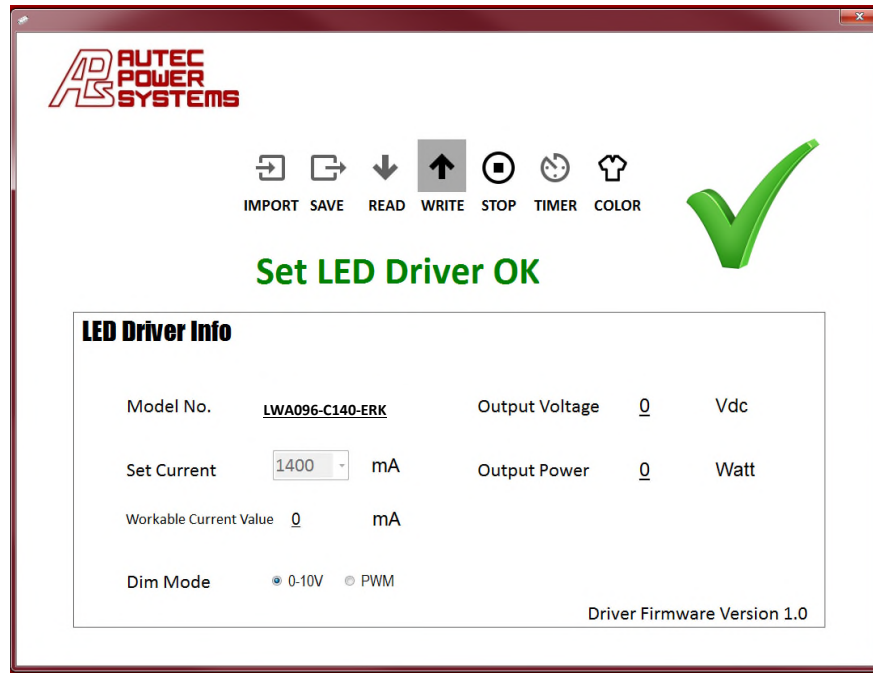 AUTEC
POWER
SYSTEMS
APS
IMPORT SAVE READ WRITE STOP TIMER COLOR
Set LED Driver OK
LED Driver Info
Model No. LWA096-C140-ERK Output Voltage 0 Vdc
Set Current 1400 mA Output Power 0 Watt
Workable Current Value 0 mA
Dim Mode 0-10V PWM
Driver Firmware Version 1.0